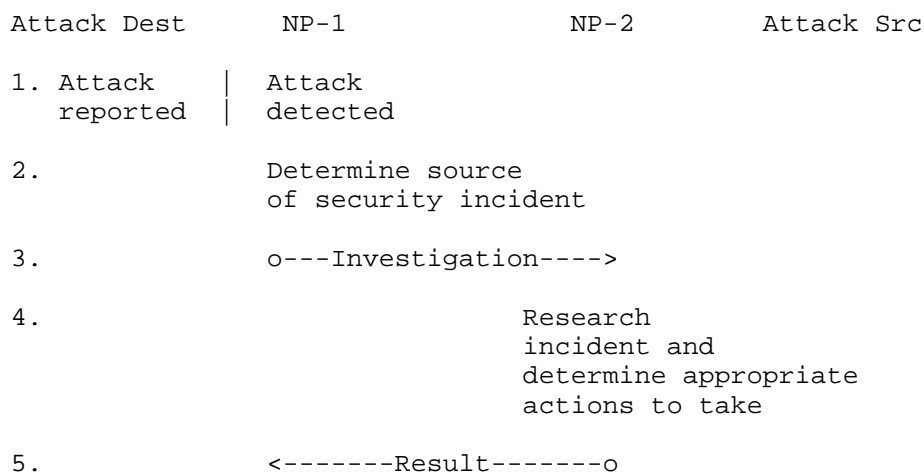 Attack Dest      NP-1               NP-2        Attack Src
1. Attack    |  Attack
   reported  |  detected
2.              Determine source
                of security incident
3.              o---Investigation---->
4.                               Research
                                 incident and
                                 determine appropriate
                                 actions to take
5.              <-------Result-------o